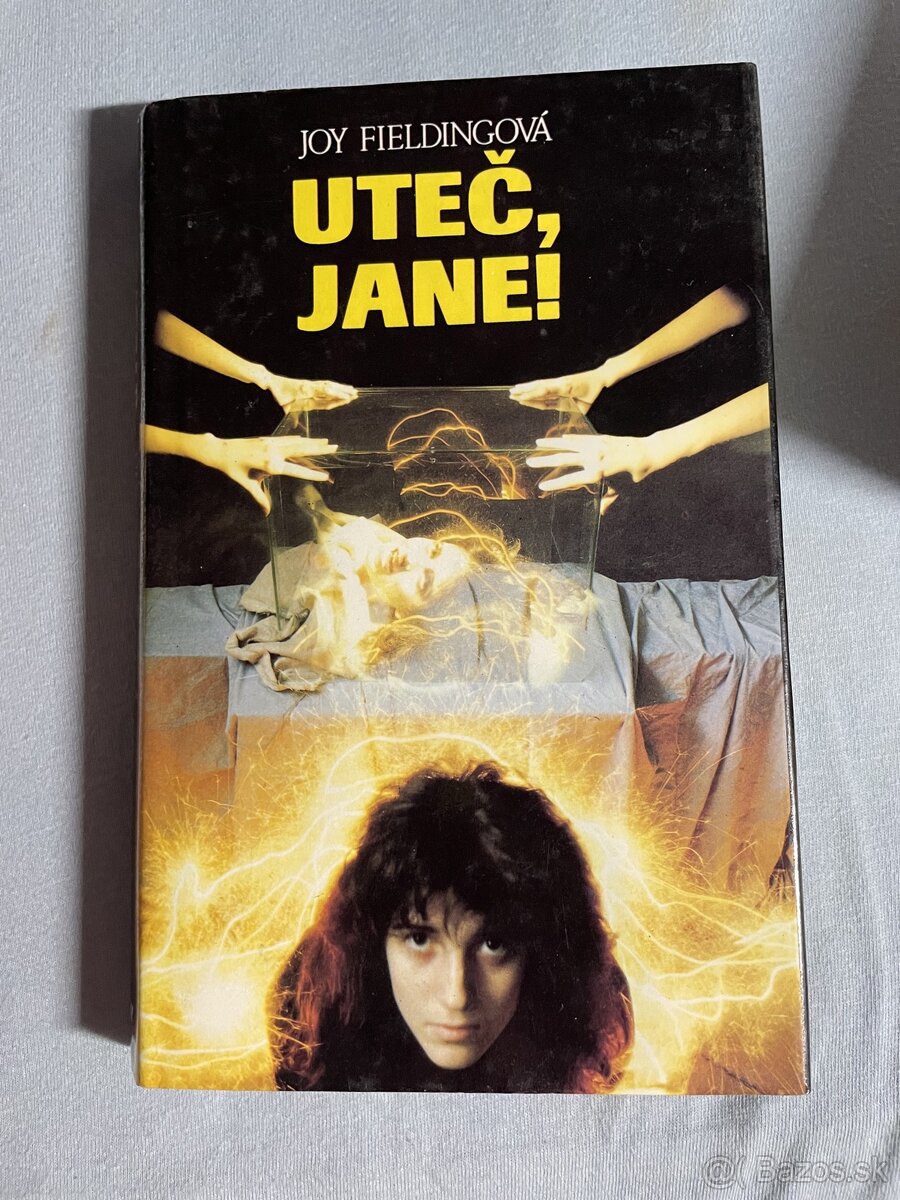 JOY FIELDINGOVÁ
UTEČ,
JANE!
@ Bazos.sk